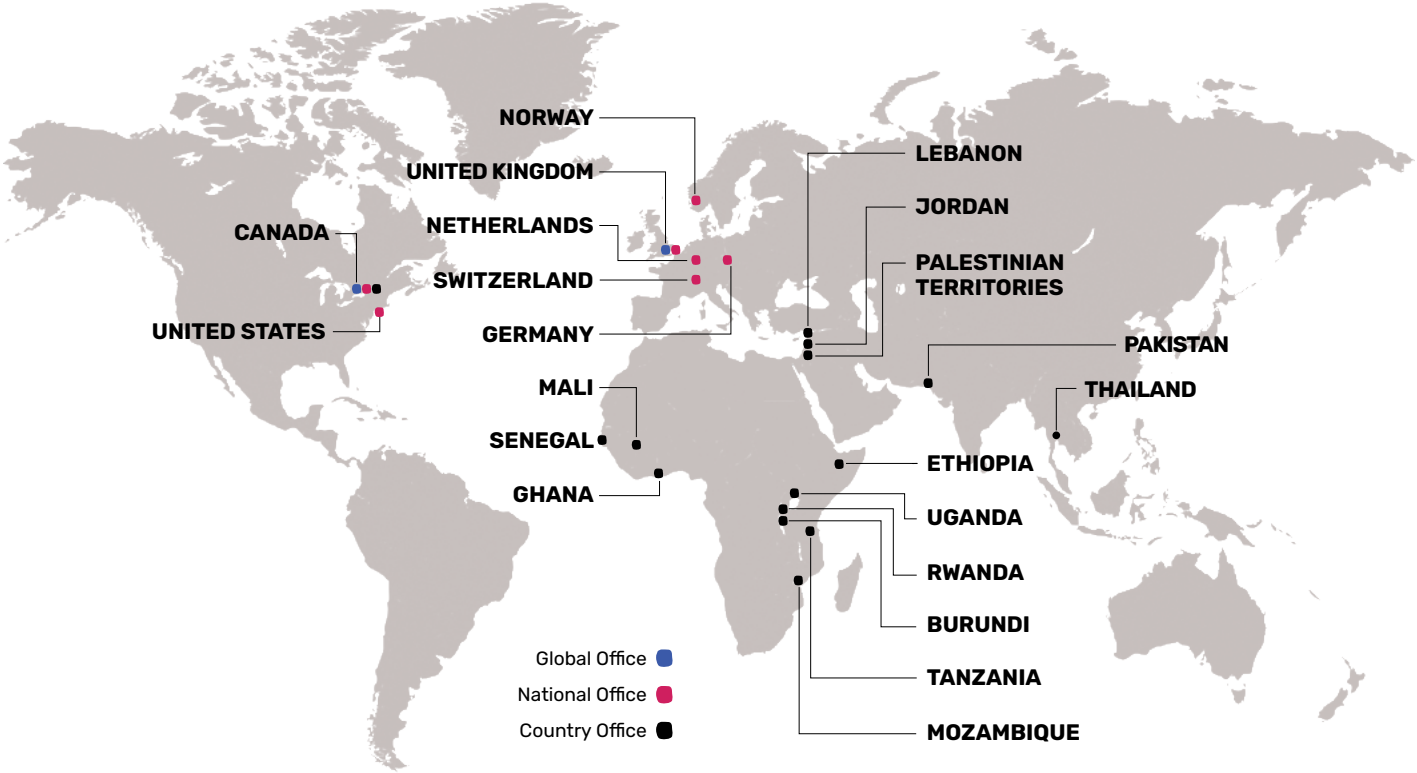 NORWAY
UNITED KINGDOM
NETHERLANDS
CANADA
SWITZERLAND
UNITED STATES
GERMANY
MALI
SENEGAL
GHANA
LEBANON
JORDAN
PALESTINIAN
TERRITORIES
PAKISTAN
THAILAND
ETHIOPIA
UGANDA
RWANDA
BURUNDI
TANZANIA
MOZAMBIQUE
Global Office
National Office
Country Office